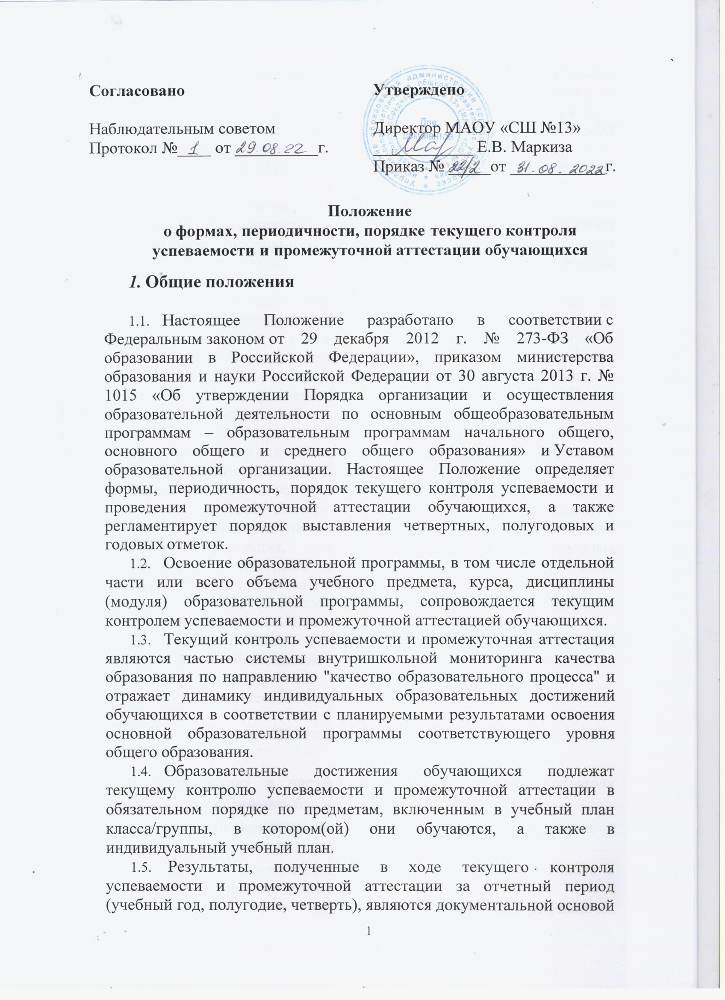 Согласовано
Наблюдательным советом
Протокол № 1 от 29.08.22 г.
Утверждено
Директор МАОУ «СШ №13»
Е.В. Маркиза
Приказ № 22/2 от 31.08.2022 г.
Для
документов
Положение
о формах, периодичности, порядке текущего контроля
успеваемости и промежуточной аттестации обучающихся
1. Общие положения
1.1. Настоящее Положение разработано в соответствии с
Федеральным законом от 29 декабря 2012 г. № 273-ФЗ «Об
образовании в Российской Федерации», приказом министерства
образования и науки Российской Федерации от 30 августа 2013 г. №
1015 «Об утверждении Порядка организации и осуществления
образовательной деятельности по основным общеобразовательным
программам – образовательным программам начального общего,
основного общего и среднего общего образования» и Уставом
образовательной организации. Настоящее Положение определяет
формы, периодичность, порядок текущего контроля успеваемости и
проведения промежуточной аттестации обучающихся, а также
регламентирует порядок выставления четвертных, полугодовых и
годовых отметок.
1.2. Освоение образовательной программы, в том числе отдельной
части или всего объема учебного предмета, курса, дисциплины
(модуля) образовательной программы, сопровождается текущим
контролем успеваемости и промежуточной аттестацией обучающихся.
1.3. Текущий контроль успеваемости и промежуточная аттестация
являются частью системы внутришкольной мониторинга качества
образования по направлению "качество образовательного процесса" и
отражает динамику индивидуальных образовательных достижений
обучающихся в соответствии с планируемыми результатами освоения
основной образовательной программы соответствующего уровня
общего образования.
1.4. Образовательные достижения обучающихся подлежат
текущему контролю успеваемости и промежуточной аттестации в
обязательном порядке по предметам, включенным в учебный план
класса/группы, в котором(ой) они обучаются, а также в
индивидуальный учебный план.
1.5. Результаты, полученные в ходе текущего контроля
успеваемости и промежуточной аттестации за отчетный период
(учебный год, полугодие, четверть), являются документальной основой
1